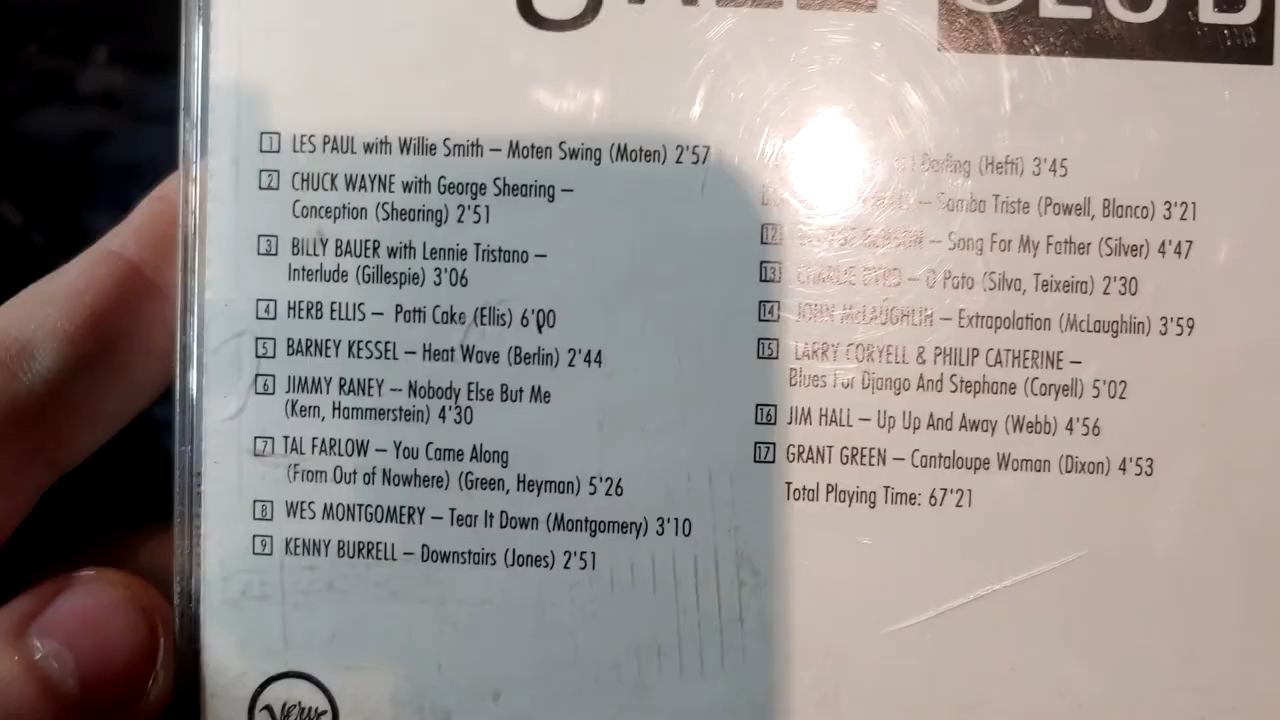 CLUB
1 LES PAUL with Willie Smith – Moten Swing (Moten) 2'57
2 CHUCK WAYNE with George Shearing –
Conception (Shearing) 2'51
3 BILLY BAUER with Lennie Tristano –
Interlude (Gillespie) 3'06
4 HERB ELLIS – Patti Cake (Ellis) 6'00
5 BARNEY KESSEL – Heat Wave (Berlin) 2'44
6 JIMMY RANEY – Nobody Else But Me
(Kern, Hammerstein) 4'30
7 TAL FARLOW – You Came Along
(From Out of Nowhere) (Green, Heyman) 5'26
8 WES MONTGOMERY – Tear It Down (Montgomery) 3'10
9 KENNY BURRELL – Downstairs (Jones) 2'51
Darling (Hefti) 3'45
– Samba Triste (Powell, Blanco) 3'21
12 GEORGE BENSON – Song For My Father (Silver) 4'47
13 CHARLIE BYRD – O Pato (Silva, Teixeira) 2'30
14 JOHN McLAUGHLIN – Extrapolation (McLaughlin) 3'59
15 LARRY CORYELL & PHILIP CATHERINE –
Blues For Django And Stephane (Coryell) 5'02
16 JIM HALL – Up Up And Away (Webb) 4'56
17 GRANT GREEN – Cantaloupe Woman (Dixon) 4'53
Total Playing Time: 67'21
Verve